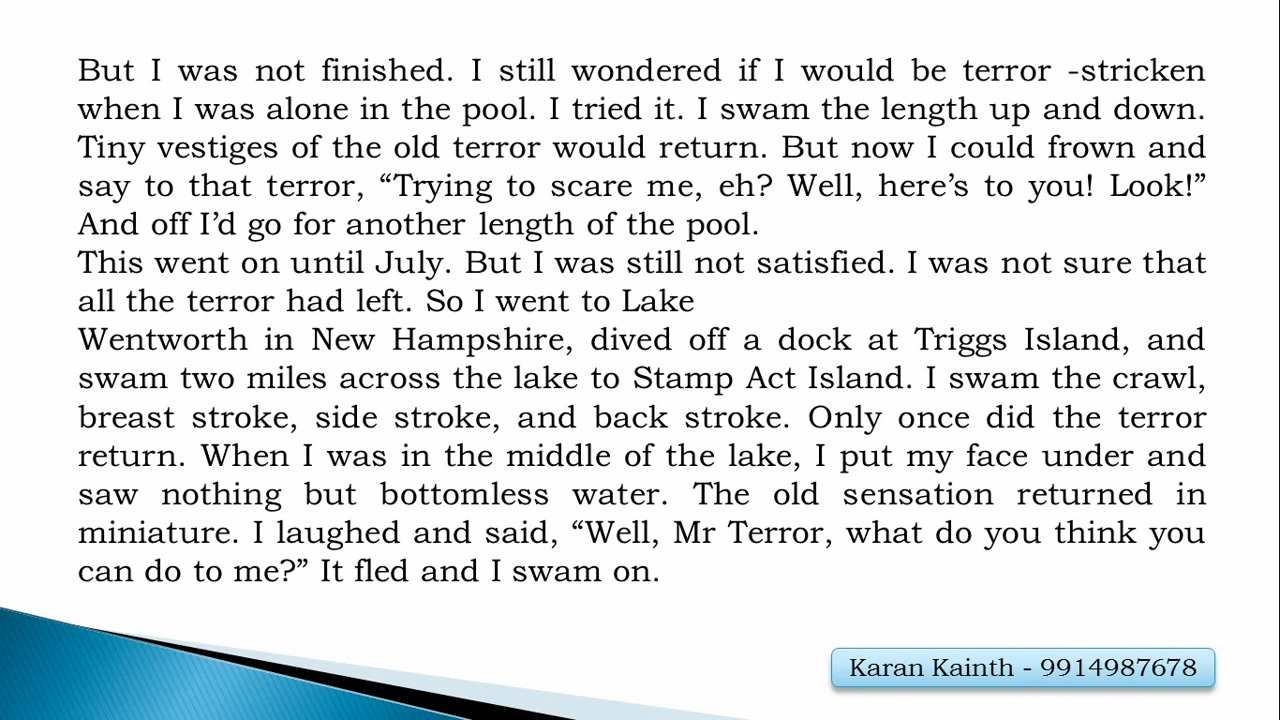 But I was not finished. I still wondered if I would be terror -stricken
when I was alone in the pool. I tried it. I swam the length up and down.
Tiny vestiges of the old terror would return. But now I could frown and
say to that terror, “Trying to scare me, eh? Well, here’s to you! Look!”
And off I’d go for another length of the pool.
This went on until July. But I was still not satisfied. I was not sure that
all the terror had left. So I went to Lake
Wentworth in New Hampshire, dived off a dock at Triggs Island, and
swam two miles across the lake to Stamp Act Island. I swam the crawl,
breast stroke, side stroke, and back stroke. Only once did the terror
return. When I was in the middle of the lake, I put my face under and
saw nothing but bottomless water. The old sensation returned in
miniature. I laughed and said, “Well, Mr Terror, what do you think you
can do to me?” It fled and I swam on.
Karan Kainth - 9914987678